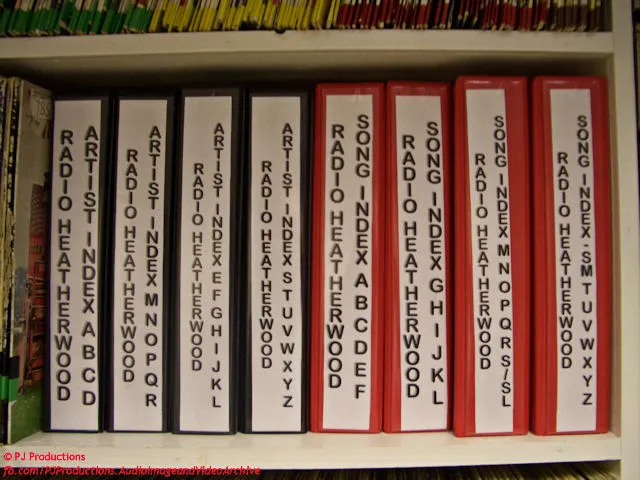 ARTIST INDEX A B C D
RADIO HEATHERWOOD
ARTIST INDEX M N O P Q R
RADIO HEATHERWOOD
ARTIST INDEX E F G H I J K L
RADIO HEATHERWOOD
ARTIST INDEX S T U V W X Y Z
RADIO HEATHERWOOD
SONG INDEX A B C D E F
RADIO HEATHERWOOD
SONG INDEX G H I J K L
RADIO HEATHERWOOD
SONG INDEX M N O P Q R S/SL
RADIO HEATHERWOOD
SONG INDEX - SM T U V W X Y Z
RADIO HEATHERWOOD
© PJ Productions
fb.com/PJProductions.AudioImageandVideoArchive